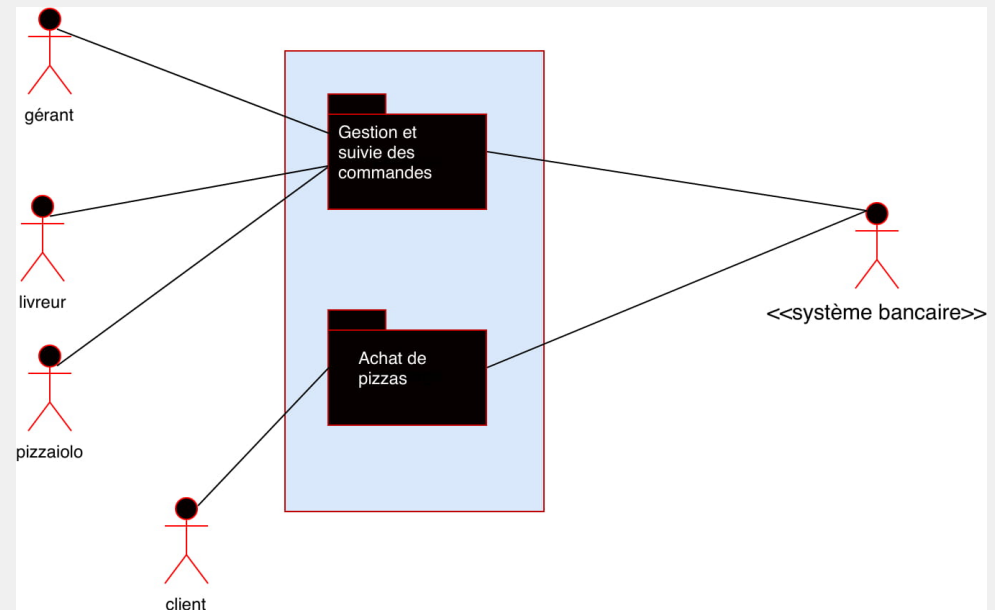 gérant
Gestion et
suivie des
commandes
livreur
<<système bancaire>>
Achat de
pizzas
pizzaiolo
client